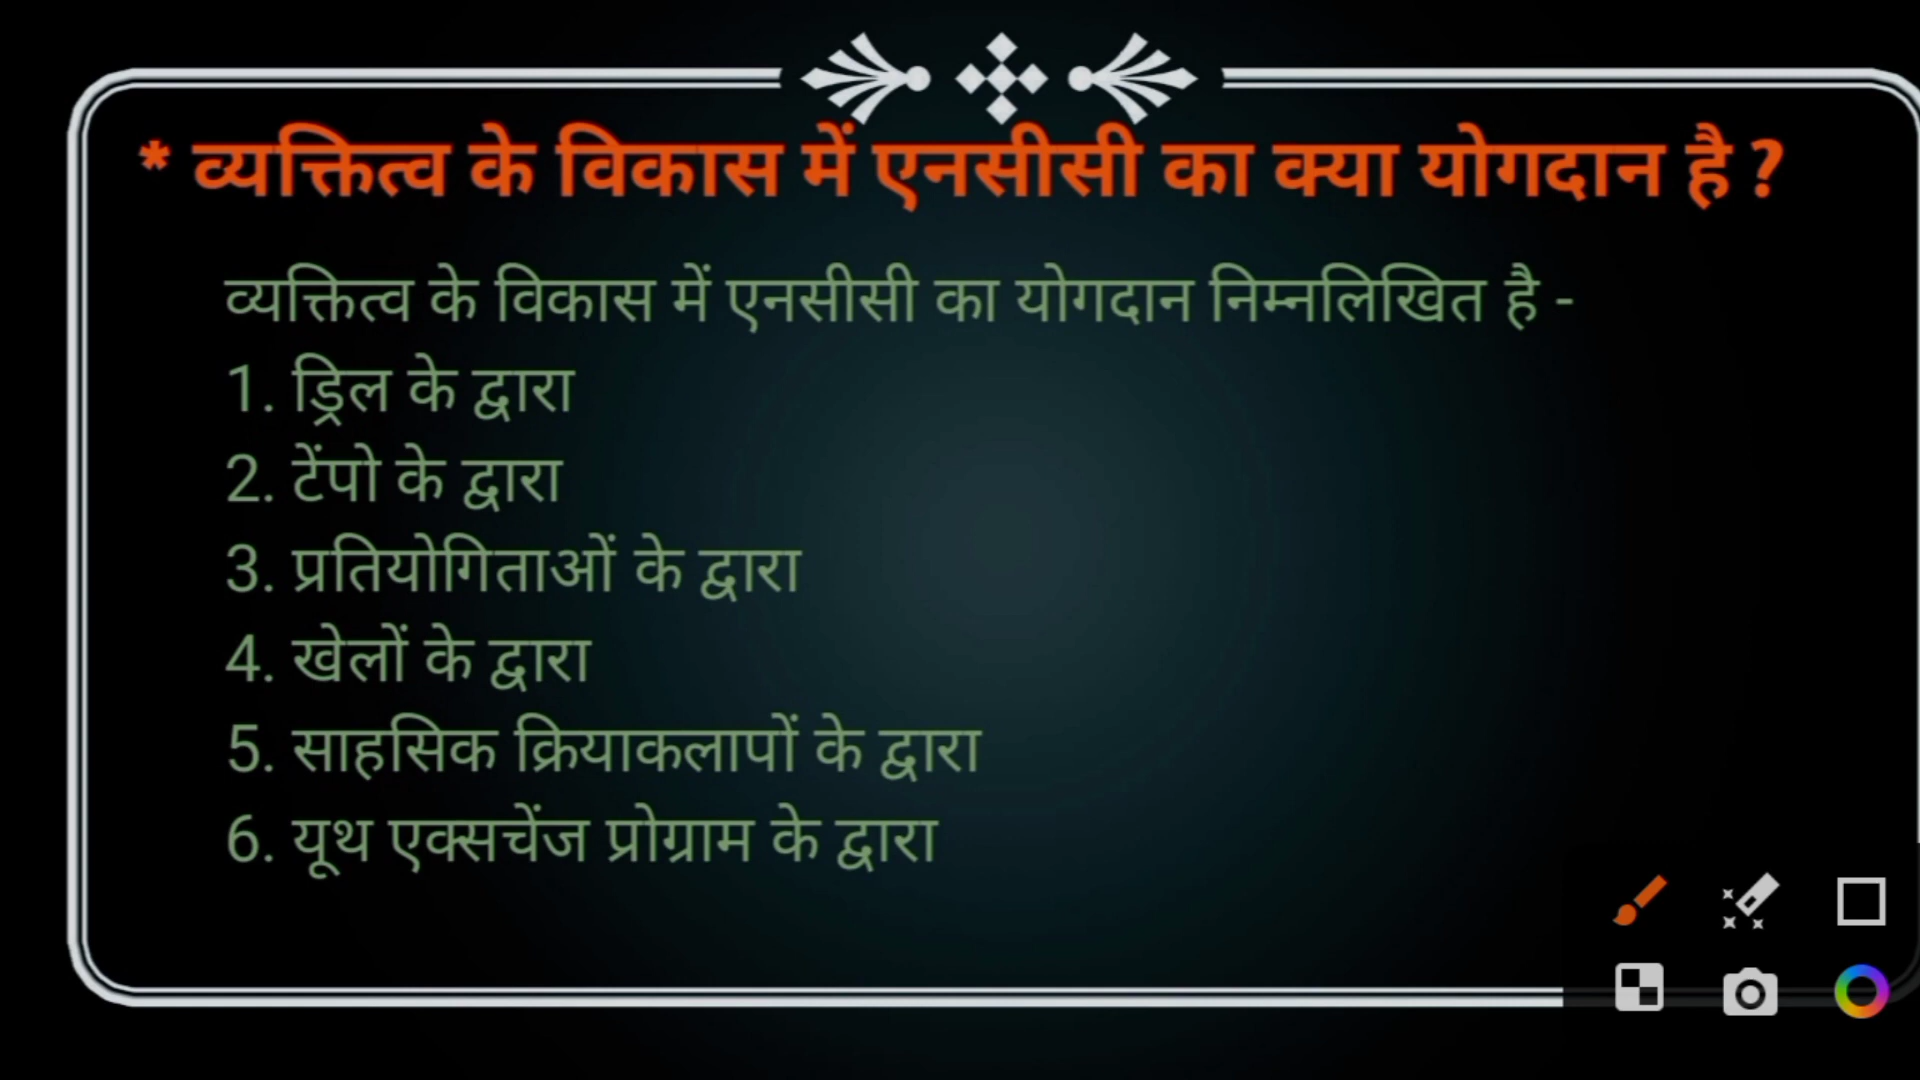 * व्यक्तित्व के विकास में एनसीसी का क्या योगदान है ?
व्यक्तित्व के विकास में एनसीसी का योगदान निम्नलिखित है -
1. ड्रिल के द्वारा
2. टेंपो के द्वारा
3. प्रतियोगिताओं के द्वारा
4. खेलों के द्वारा
5. साहसिक क्रियाकलापों के द्वारा
6. यूथ एक्सचेंज प्रोग्राम के द्वारा